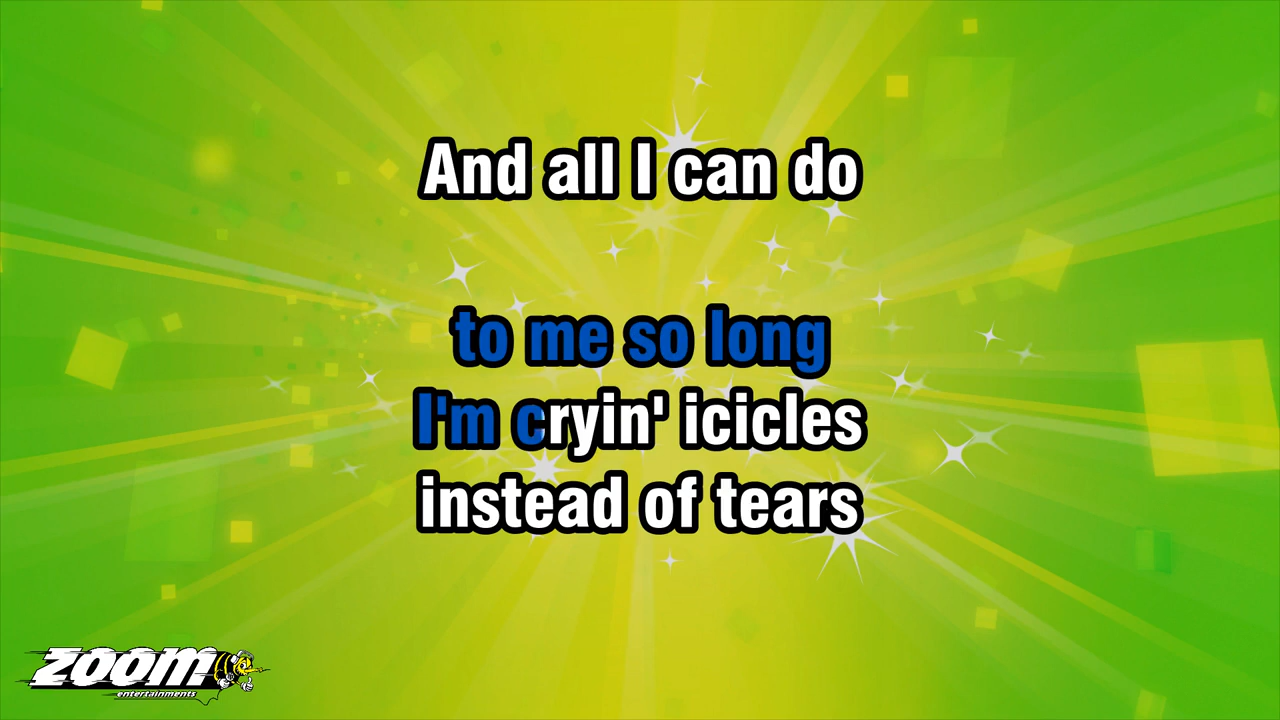 And all I can do
to me so long
I'm cryin' icicles
instead of tears
ZOOM
entertainments